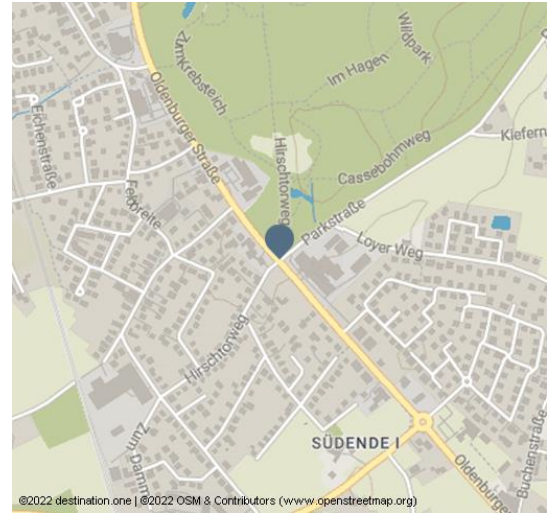 Wildpark
Zum Krebsteich
Im Hagen
Oldenburger Straße
Eichenstraße
Kiefern
Hirschtorweg
Cassebohmweg
Feldbreite
Parkstraße
Loyer Weg
Hirschtorweg
SÜDENDE I
Zum
Damm
Oldenburger
Buchenstraße
©2022 destination.one | ©2022 OSM & Contributors (www.openstreetmap.org)